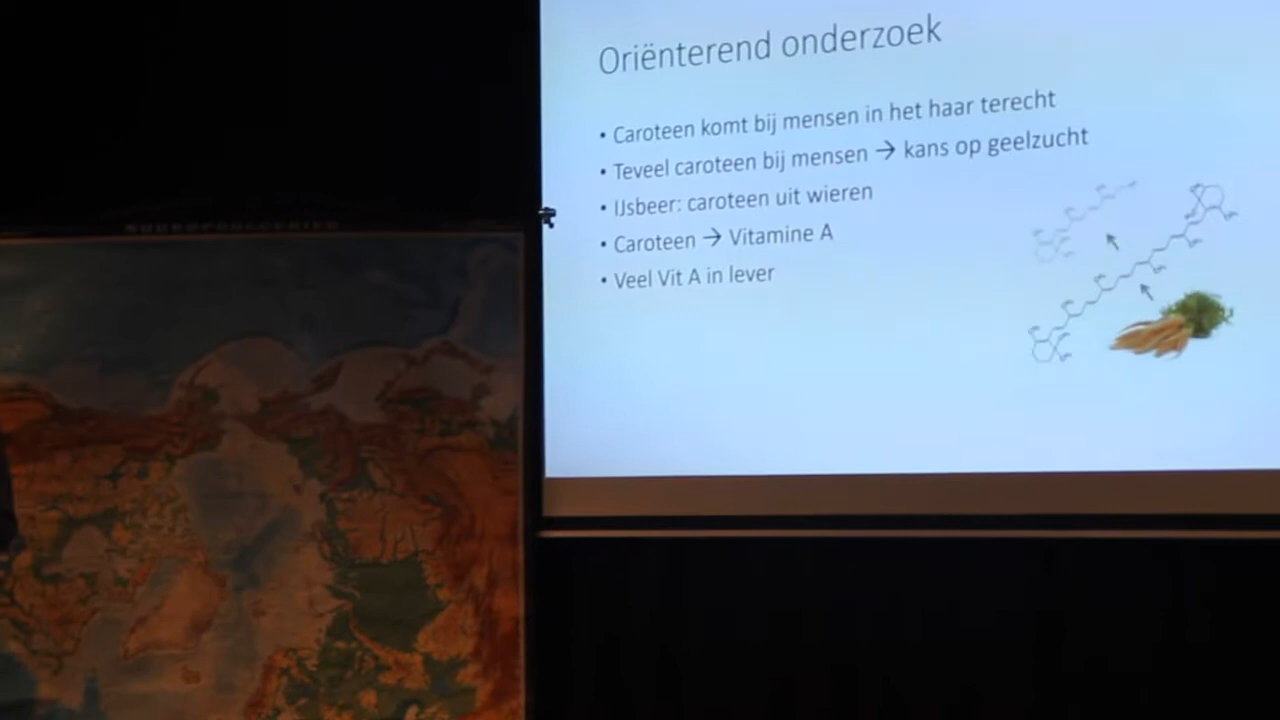 Oriënterend onderzoek
• Caroteen komt bij mensen in het haar terecht
• Teveel caroteen bij mensen → kans op geelzucht
• IJsbeer: caroteen uit wieren
• Caroteen → Vitamine A
• Veel Vit A in lever